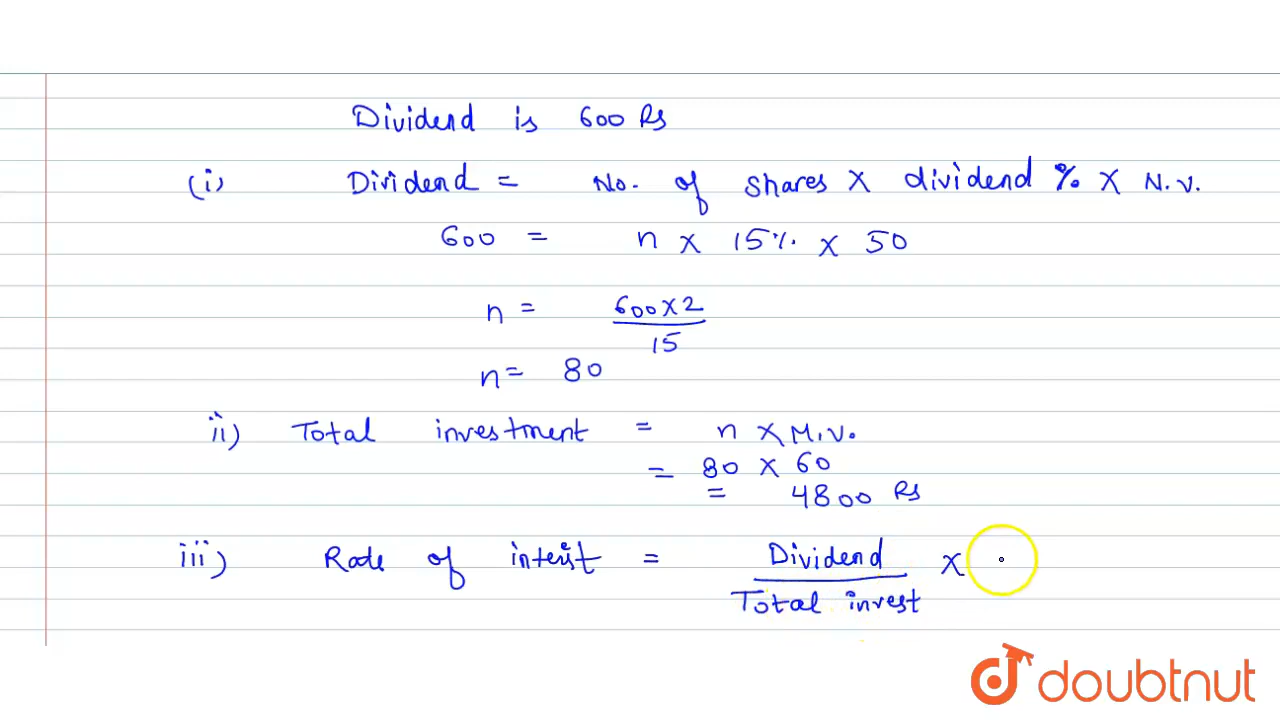 Dividend is 600 Rs
(i) Dividend = No. of shares X dividend % X N.V.
600 = n X 15% X 50
n = 600X2
15
n = 80
ii) Total investment = n X M.V.
= 80 X 60
= 4800 Rs
iii) Rate of interest = Dividend X
Total invest
doubtnut